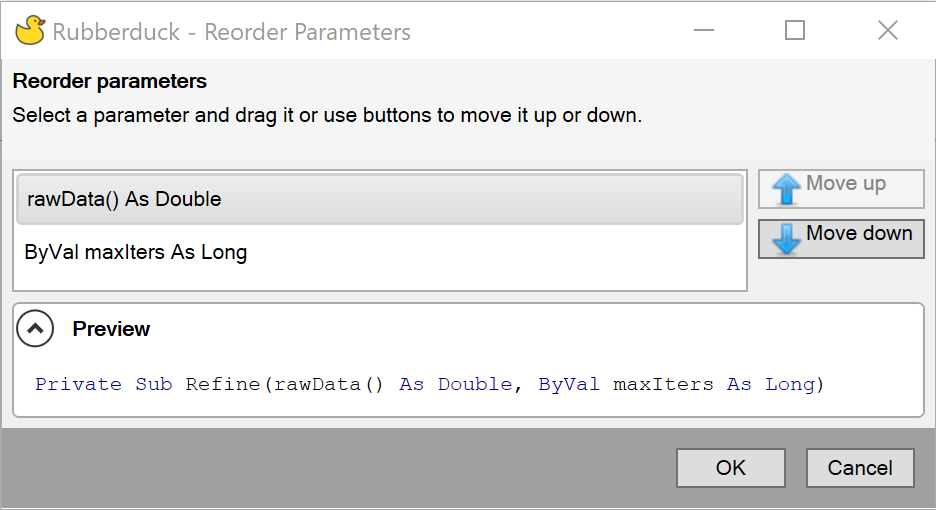 Rubberduck - Reorder Parameters
Reorder parameters
Select a parameter and drag it or use buttons to move it up or down.
rawData() As Double
Move up
ByVal maxIters As Long
Move down
Preview
Private Sub Refine(rawData() As Double, ByVal maxIters As Long)
OK
Cancel